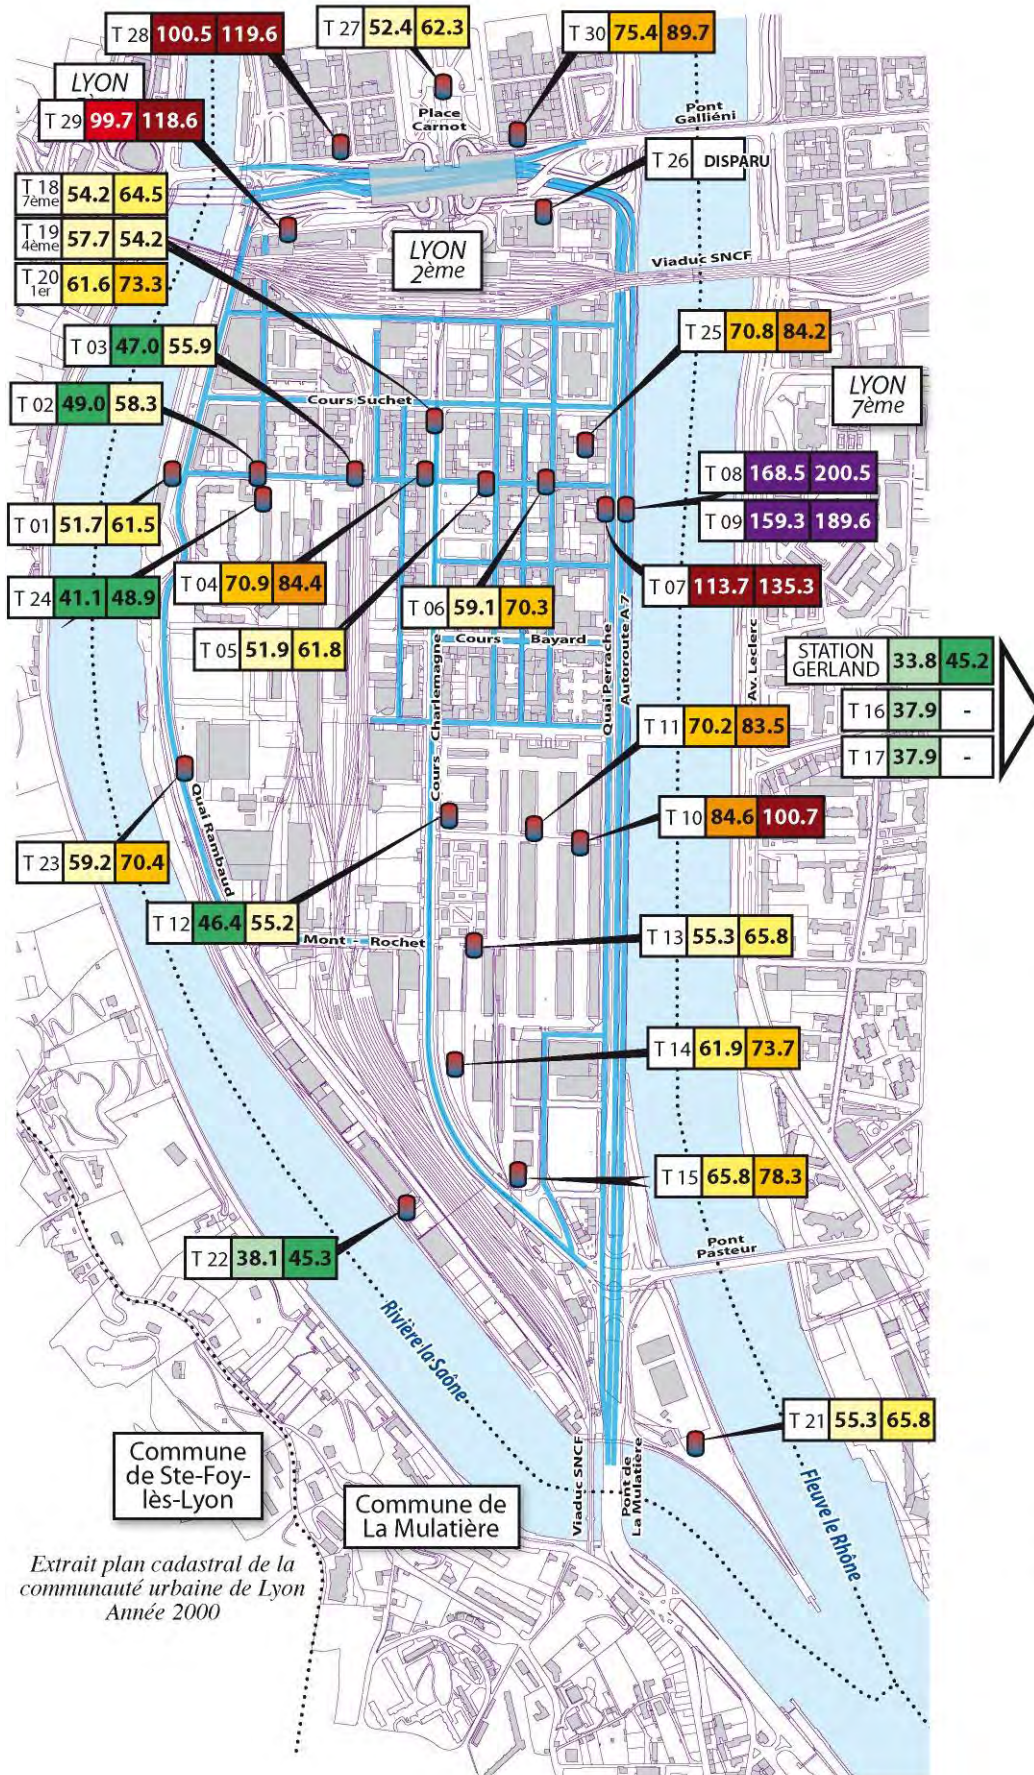 T 28 100.5 119.6
T 27 52.4 62.3
T 30 75.4 89.7
LYON
T 29 99.7 118.6
Place
Carnot
Pont
Galliéni
T 26 DISPARU
T 18
7ème 54.2 64.5
T 19
4ème 57.7 54.2
T 20
1er 61.6 73.3
LYON
2ème
Viaduc SNCF
T 03 47.0 55.9
T 25 70.8 84.2
T 02 49.0 58.3
Cours Suchet
LYON
7ème
T 08 168.5 200.5
T 09 159.3 189.6
T 01 51.7 61.5
T 24 41.1 48.9
T 04 70.9 84.4
T 06 59.1 70.3
T 07 113.7 135.3
T 05 51.9 61.8
Cours Bayard
Quai Perrache
Autoroute A 7
Av. Leclerc
STATION
GERLAND 33.8 45.2
T 16 37.9 -
T 17 37.9 -
Cours Charlemagne
T 11 70.2 83.5
Quai Rambaud
T 10 84.6 100.7
T 23 59.2 70.4
T 12 46.4 55.2
Mont Rochet
T 13 55.3 65.8
T 14 61.9 73.7
T 15 65.8 78.3
T 22 38.1 45.3
Pont
Pasteur
Rivière la Saône
T 21 55.3 65.8
Commune
de Ste-Foy-
lès-Lyon
Commune de
La Mulatière
Viaduc SNCF
Pont de
La Mulatière
Fleuve le Rhône
Extrait plan cadastral de la
communauté urbaine de Lyon
Année 2000